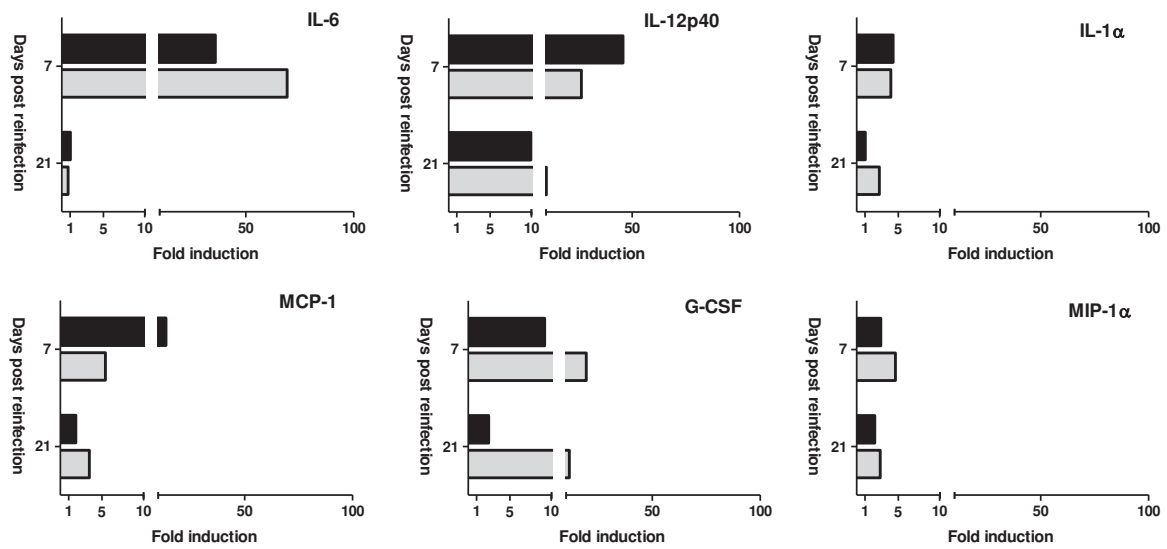 IL-6
Days post reinfection
7
21
1 5 10 50 100
Fold induction
IL-12p40
Days post reinfection
7
21
1 5 10 50 100
Fold induction
IL-1α
Days post reinfection
7
21
1 5 10 50 100
Fold induction
MCP-1
Days post reinfection
7
21
1 5 10 50 100
Fold induction
G-CSF
Days post reinfection
7
21
1 5 10 50 100
Fold induction
MIP-1α
Days post reinfection
7
21
1 5 10 50 100
Fold induction